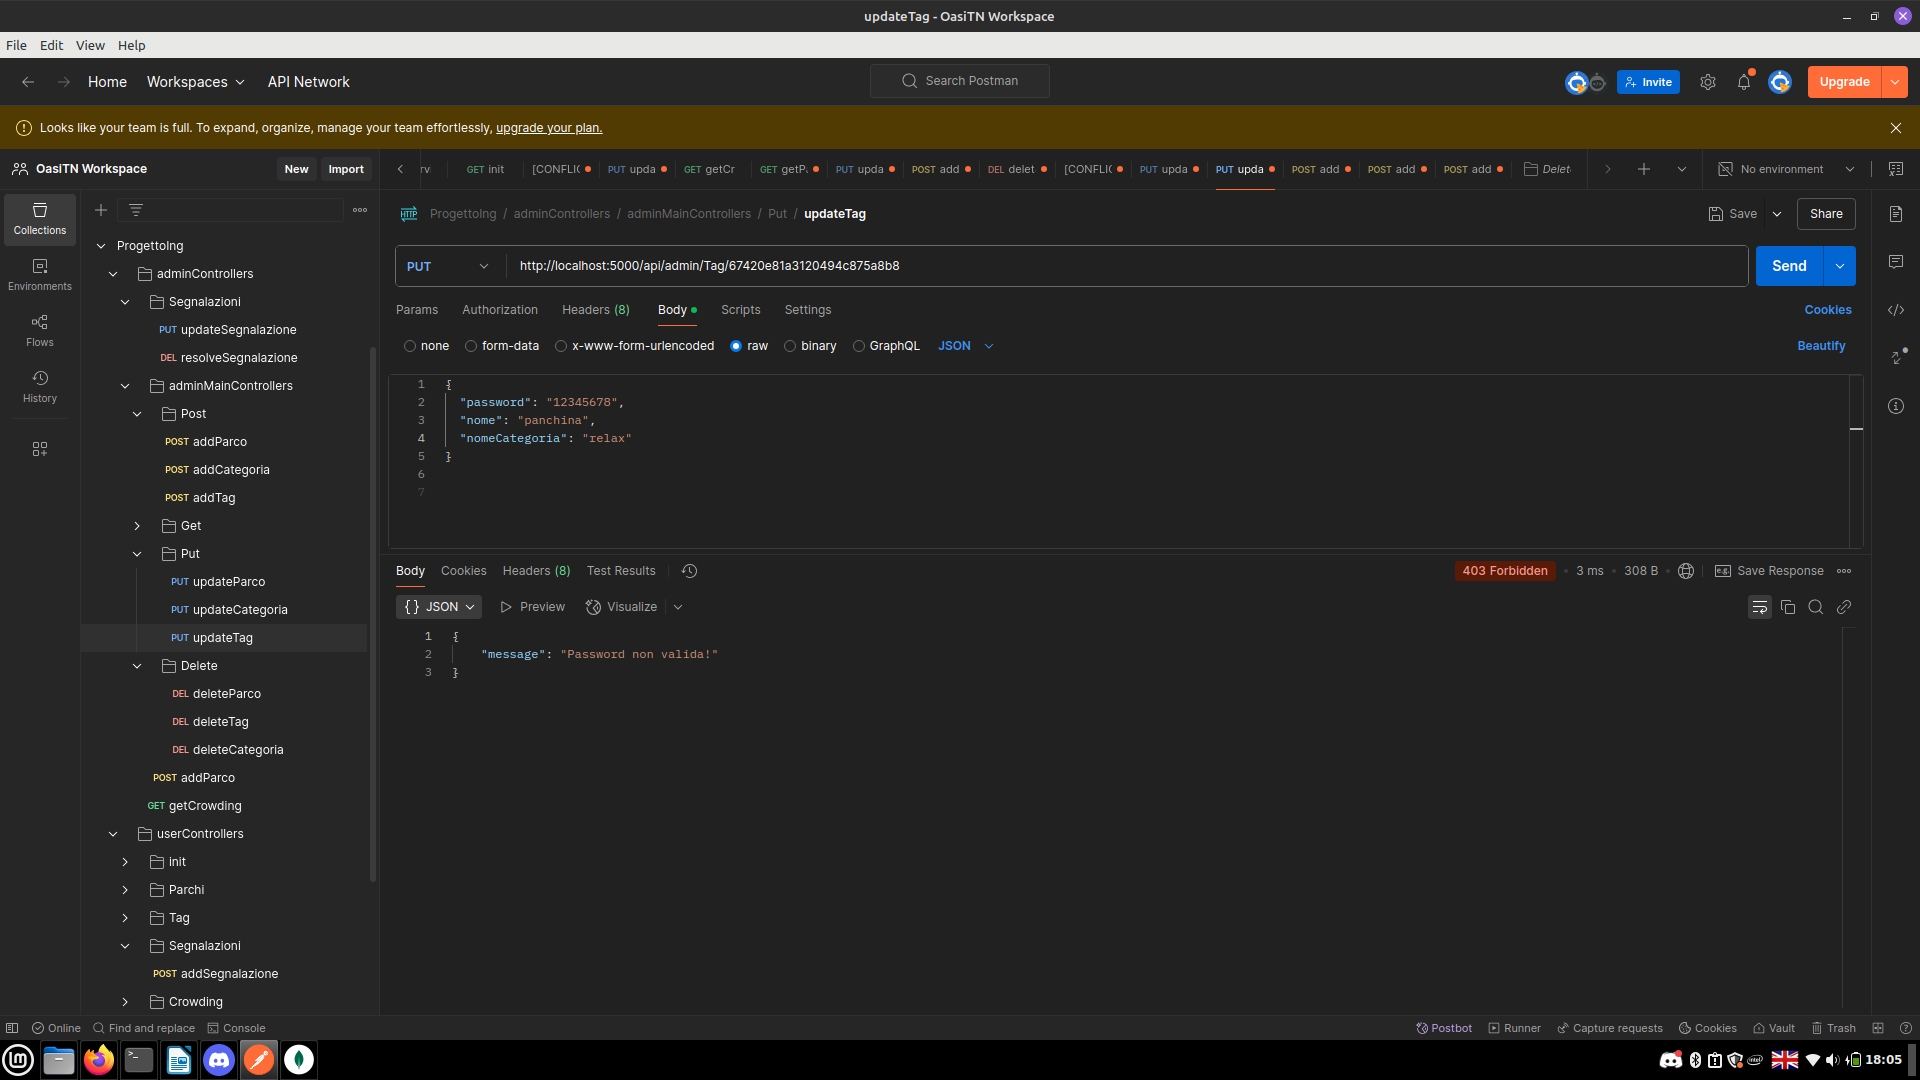 updateTag - OasiTN Workspace
File Edit View Help
Home Workspaces API Network
Search Postman
Invite
Upgrade
Looks like your team is full. To expand, organize, manage your team effortlessly, upgrade your plan.
OasiTN Workspace
New Import
GET init
[CONFLI
PUT upda
GET getCr
GET getP
PUT upda
POST add
DEL delet
[CONFLI
PUT upda
PUT upda
POST add
POST add
POST add
Delet
No environment
Collections
Environments
Flows
History
ProgettoIng
adminControllers
Segnalazioni
PUT updateSegnalazione
DEL resolveSegnalazione
adminMainControllers
Post
POST addParco
POST addCategoria
POST addTag
Get
Put
PUT updateParco
PUT updateCategoria
PUT updateTag
Delete
DEL deleteParco
DEL deleteTag
DEL deleteCategoria
POST addParco
GET getCrowding
userControllers
init
Parchi
Tag
Segnalazioni
POST addSegnalazione
Crowding
HTTP ProgettoIng / adminControllers / adminMainControllers / Put / updateTag
Save Share
PUT http://localhost:5000/api/admin/Tag/67420e81a3120494c875a8b8
Send
Params Authorization Headers (8) Body Scripts Settings Cookies
none form-data x-www-form-urlencoded raw binary GraphQL JSON Beautify
1 {
2 "password": "12345678",
3 "nome": "panchina",
4 "nomeCategoria": "relax"
5 }
6
7
Body Cookies Headers (8) Test Results
403 Forbidden 3 ms 308 B Save Response
{} JSON Preview Visualize
1 {
2 "message": "Password non valida!"
3 }
Online Find and replace Console
Postbot Runner Capture requests Cookies Vault Trash
18:05